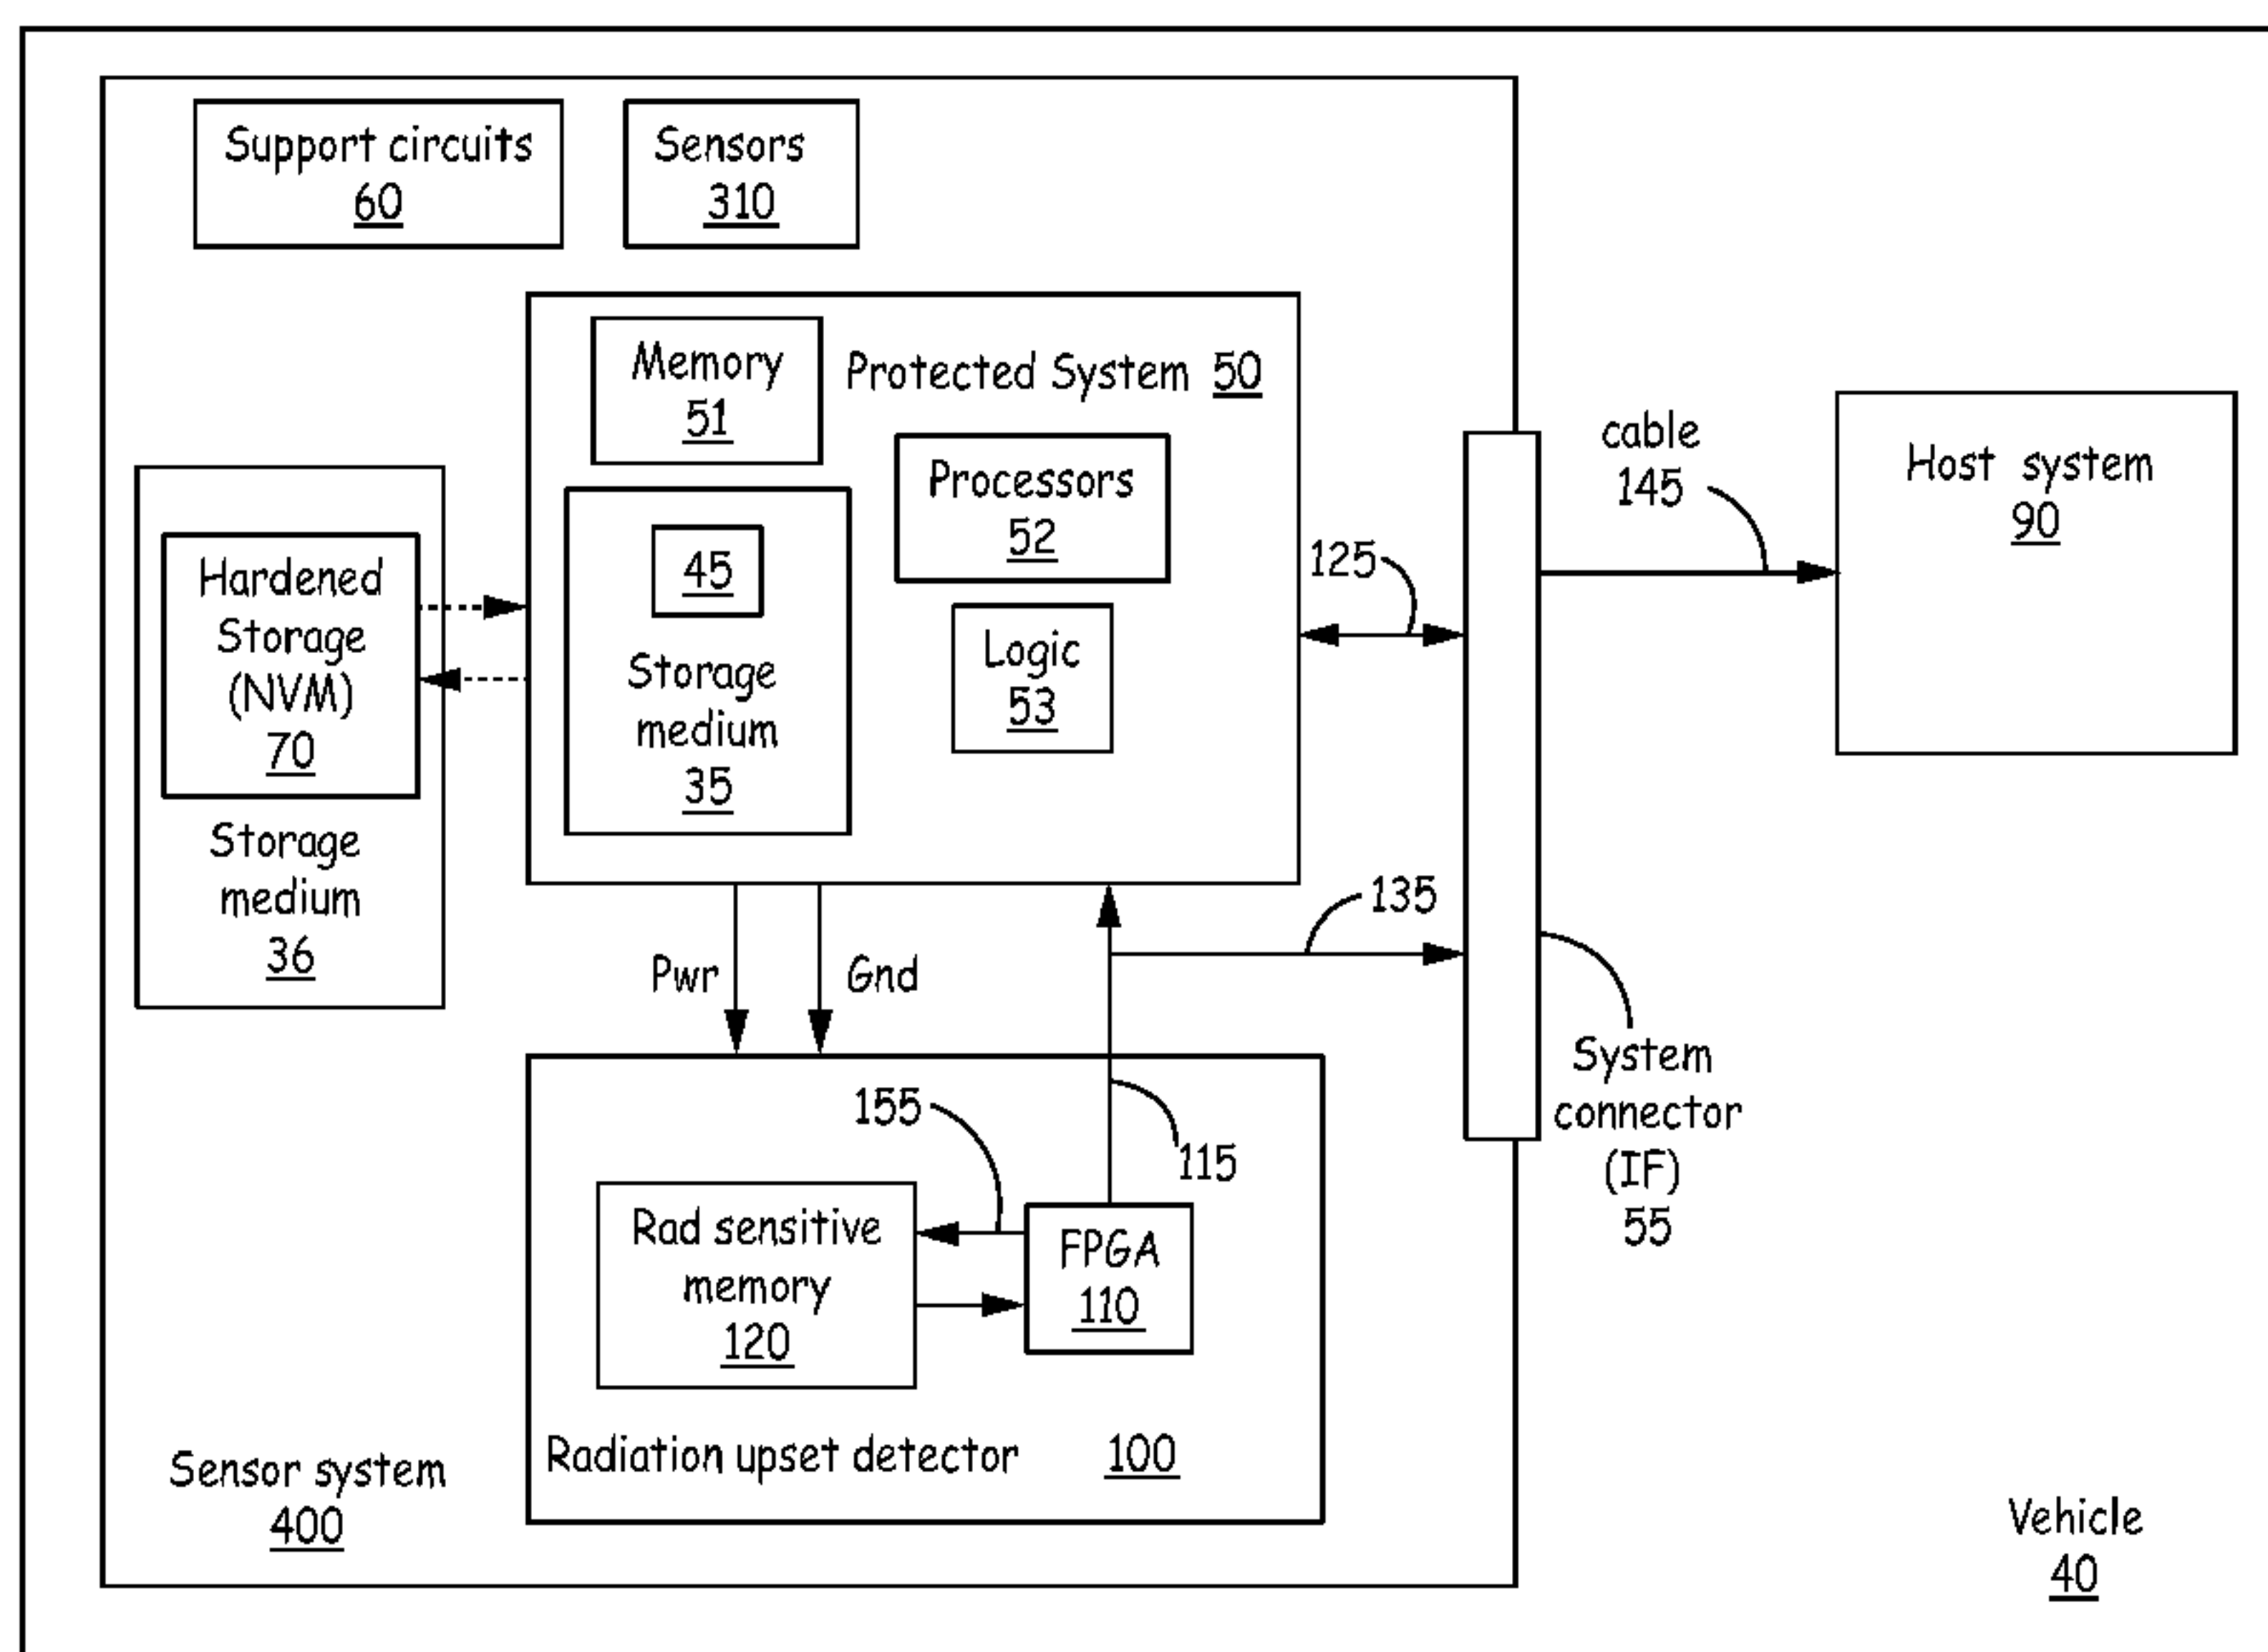 Support circuits
60
Sensors
310
Memory
51
Protected System 50
Processors
52
45
Storage
medium
35
Logic
53
Hardened
Storage
(NVM)
70
Storage
medium
36
125
cable
145
Host system
90
135
Pwr
Gnd
System
connector
(IF)
55
155
115
Rad sensitive
memory
120
FPGA
110
Radiation upset detector 100
Sensor system
400
Vehicle
40